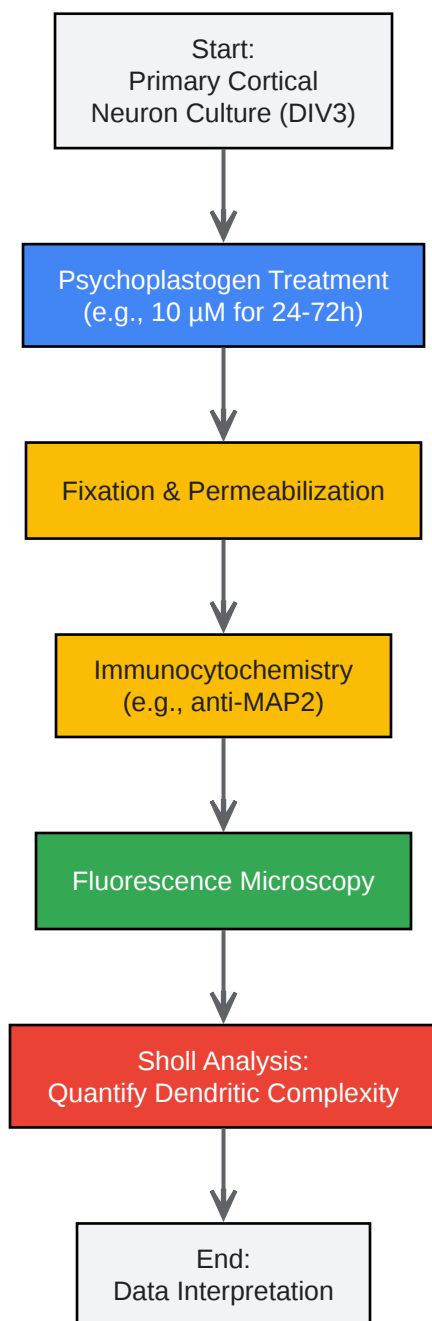 Start:
Primary Cortical
Neuron Culture (DIV3)
Psychoplastogen Treatment
(e.g., 10 µM for 24-72h)
Fixation & Permeabilization
Immunocytochemistry
(e.g., anti-MAP2)
Fluorescence Microscopy
Sholl Analysis:
Quantify Dendritic Complexity
End:
Data Interpretation